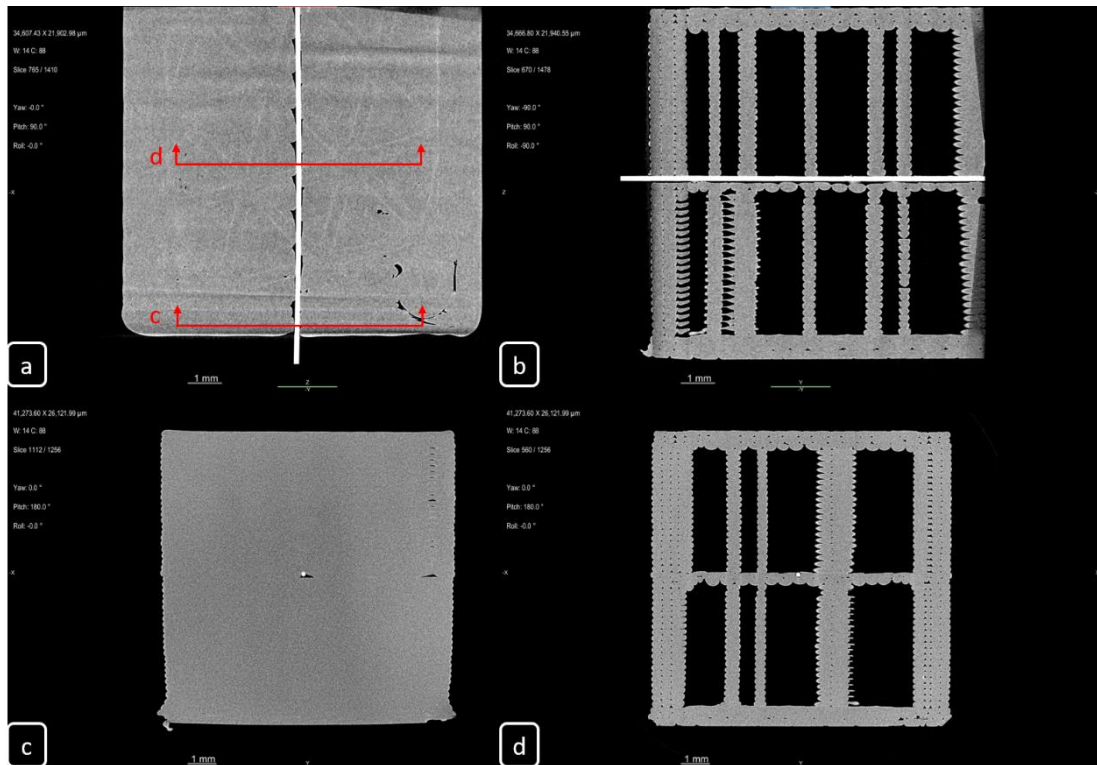 34,607.43 X 21,902.98 µm
W: 14 C: 88
Slice 765 / 1410
Yaw: -0.0 °
Pitch: 90.0 °
Roll: -0.0 °
-X
d
c
a
1 mm
Z
-Y
34,666.80 X 21,940.55 µm
W: 14 C: 88
Slice 670 / 1478
Yaw: -90.0 °
Pitch: 90.0 °
Roll: -90.0 °
Z
b
1 mm
Y
41,273.60 X 26,121.99 µm
W: 14 C: 88
Slice 1112 / 1256
Yaw: 0.0 °
Pitch: 180.0 °
Roll: -0.0 °
-X
c
1 mm
41,273.60 X 26,121.99 µm
W: 14 C: 88
Slice 560 / 1256
Yaw: 0.0 °
Pitch: 180.0 °
Roll: -0.0 °
-X
d
1 mm